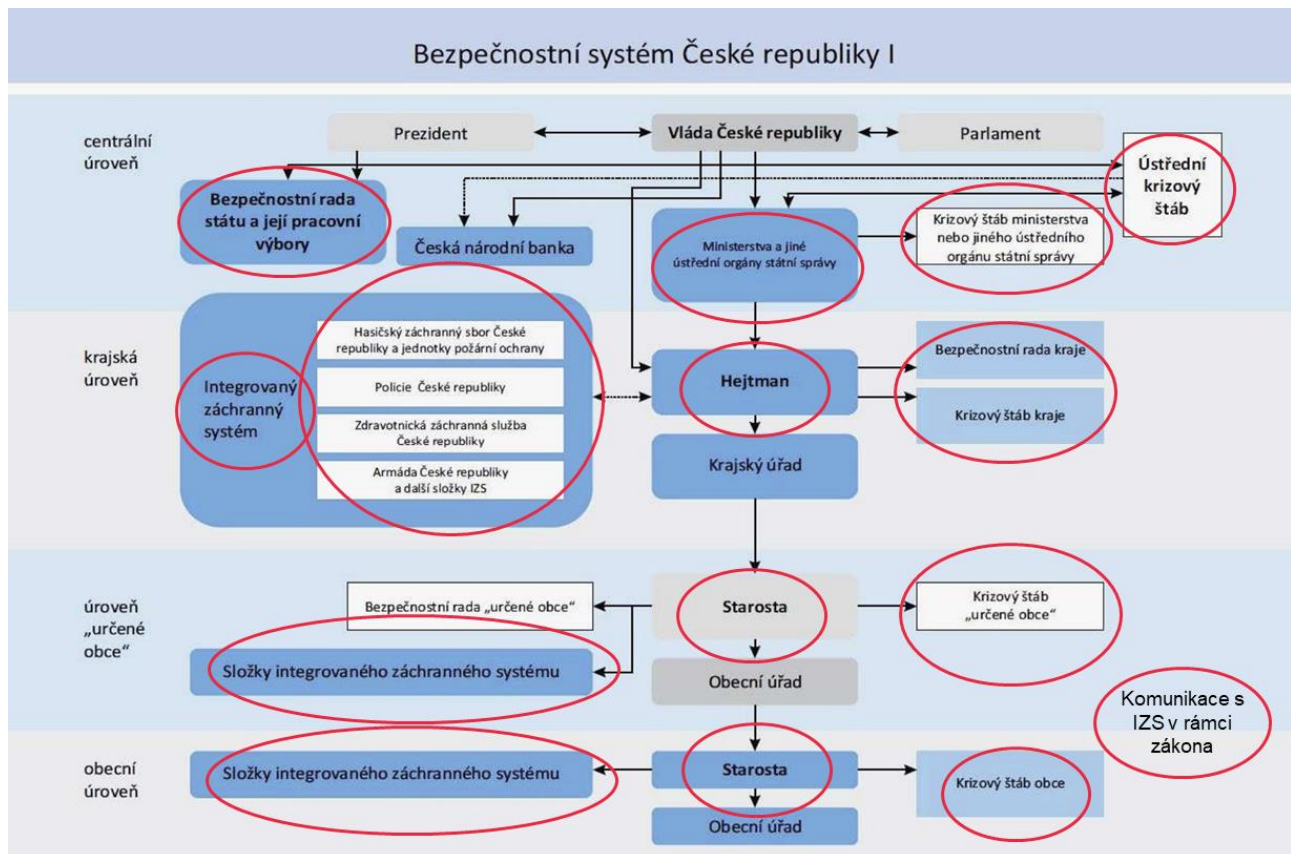 Bezpečnostní systém České republiky I
centrální
úroveň
Prezident
Vláda České republiky
Parlament
Ústřední
krizový
štáb
Bezpečnostní rada
státu a její pracovní
výbory
Česká národní banka
Ministerstva a jiné
ústřední orgány státní správy
Krizový štáb ministerstva
nebo jiného ústředního
orgánu státní správy
krajská
úroveň
Integrovaný
záchranný
systém
Hasičský záchranný sbor České
republiky a jednotky požární ochrany
Policie České republiky
Zdravotnická záchranná služba
České republiky
Armáda České republiky
a další složky IZS
Hejtman
Bezpečnostní rada kraje
Krizový štáb kraje
Krajský úřad
úroveň
„určené
obce“
Bezpečnostní rada „určené obce“
Starosta
Krizový štáb
„určené obce“
Složky integrovaného záchranného systému
Obecní úřad
Komunikace s
IZS v rámci
zákona
obecní
úroveň
Složky integrovaného záchranného systému
Starosta
Krizový štáb obce
Obecní úřad